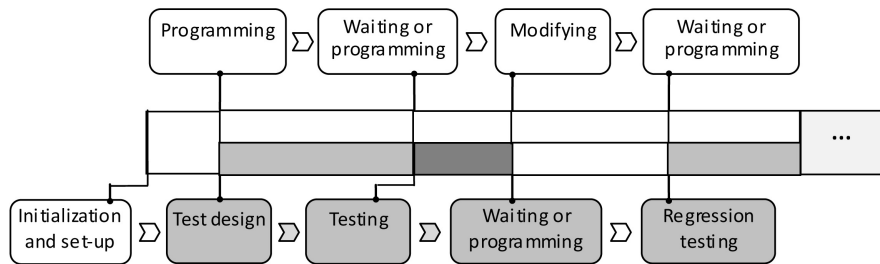 Programming
Waiting or
programming
Modifying
Waiting or
programming
...
Initialization
and set-up
Test design
Testing
Waiting or
programming
Regression
testing